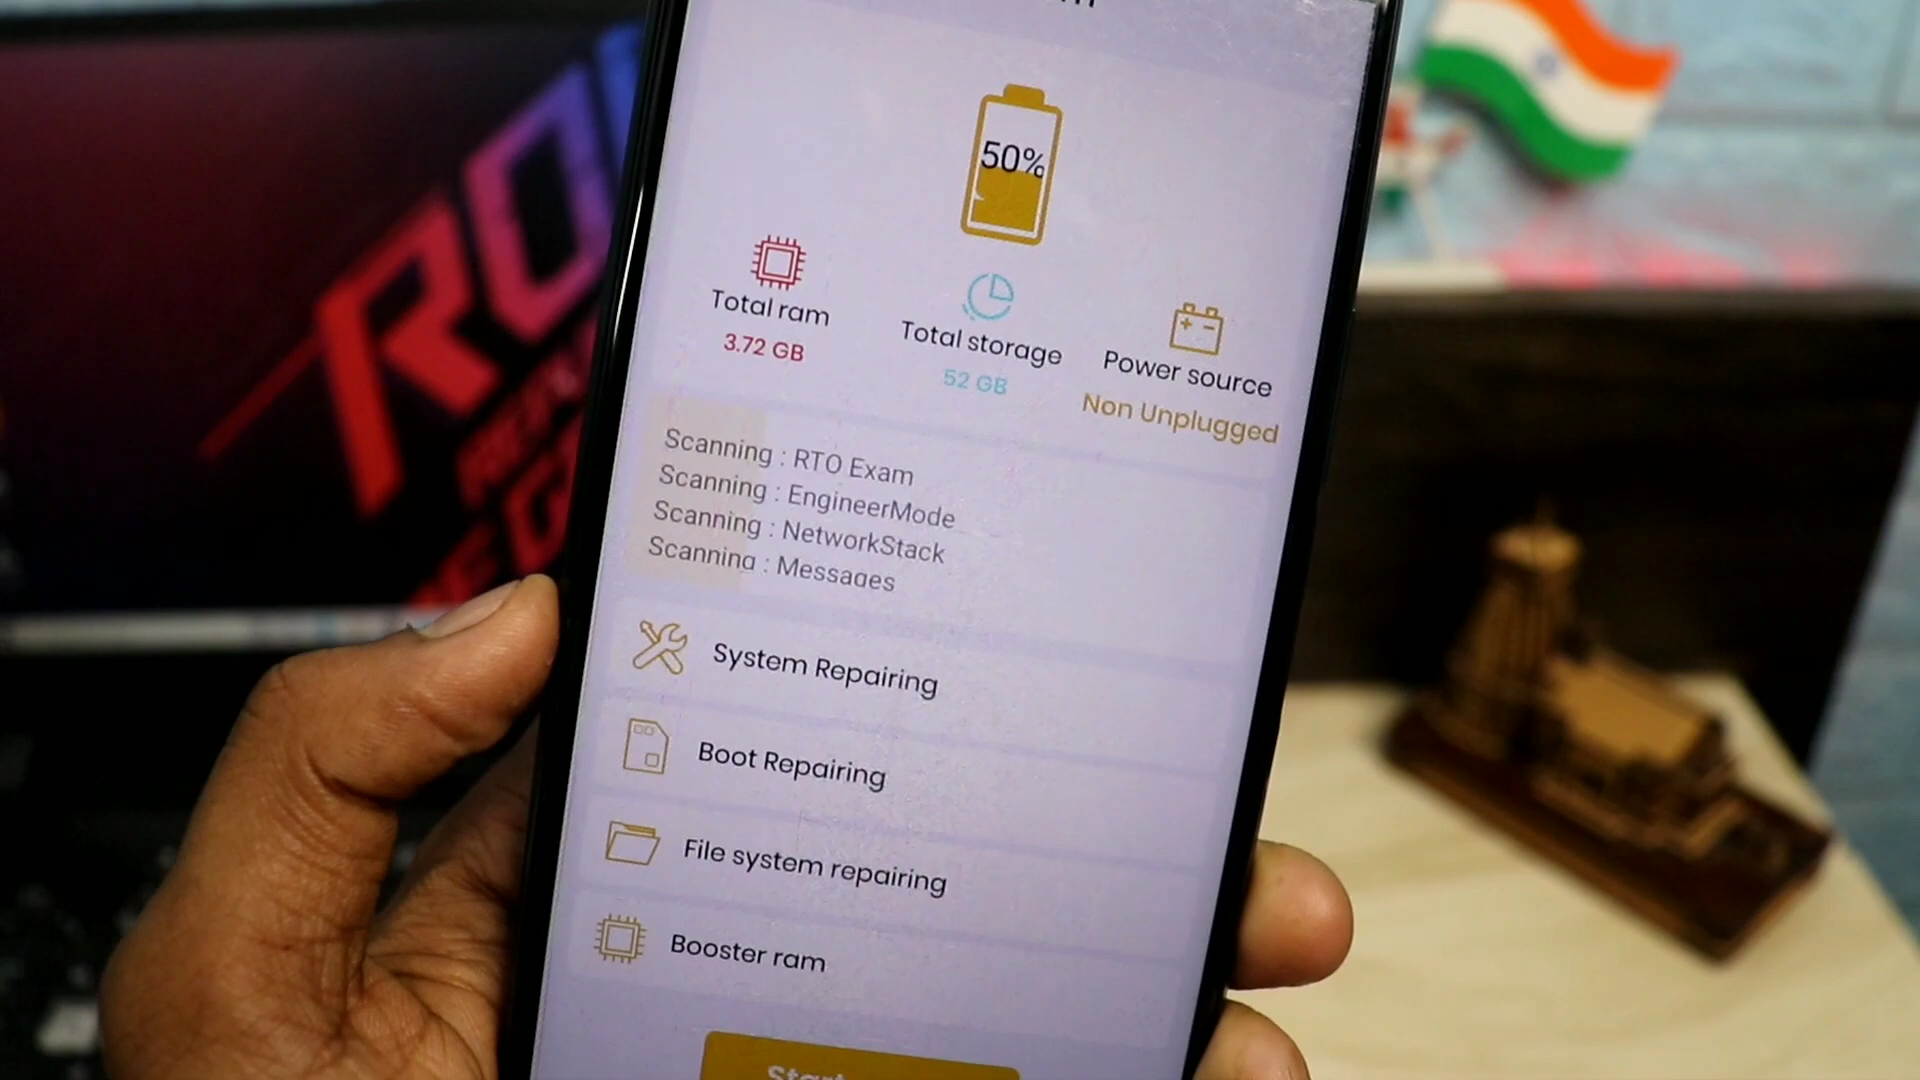 50%
Total ram
3.72 GB
Total storage
52 GB
Power source
Non Unplugged
Scanning : RTO Exam
Scanning : EngineerMode
Scanning : NetworkStack
Scanning : Messages
System Repairing
Boot Repairing
File system repairing
Booster ram
Start